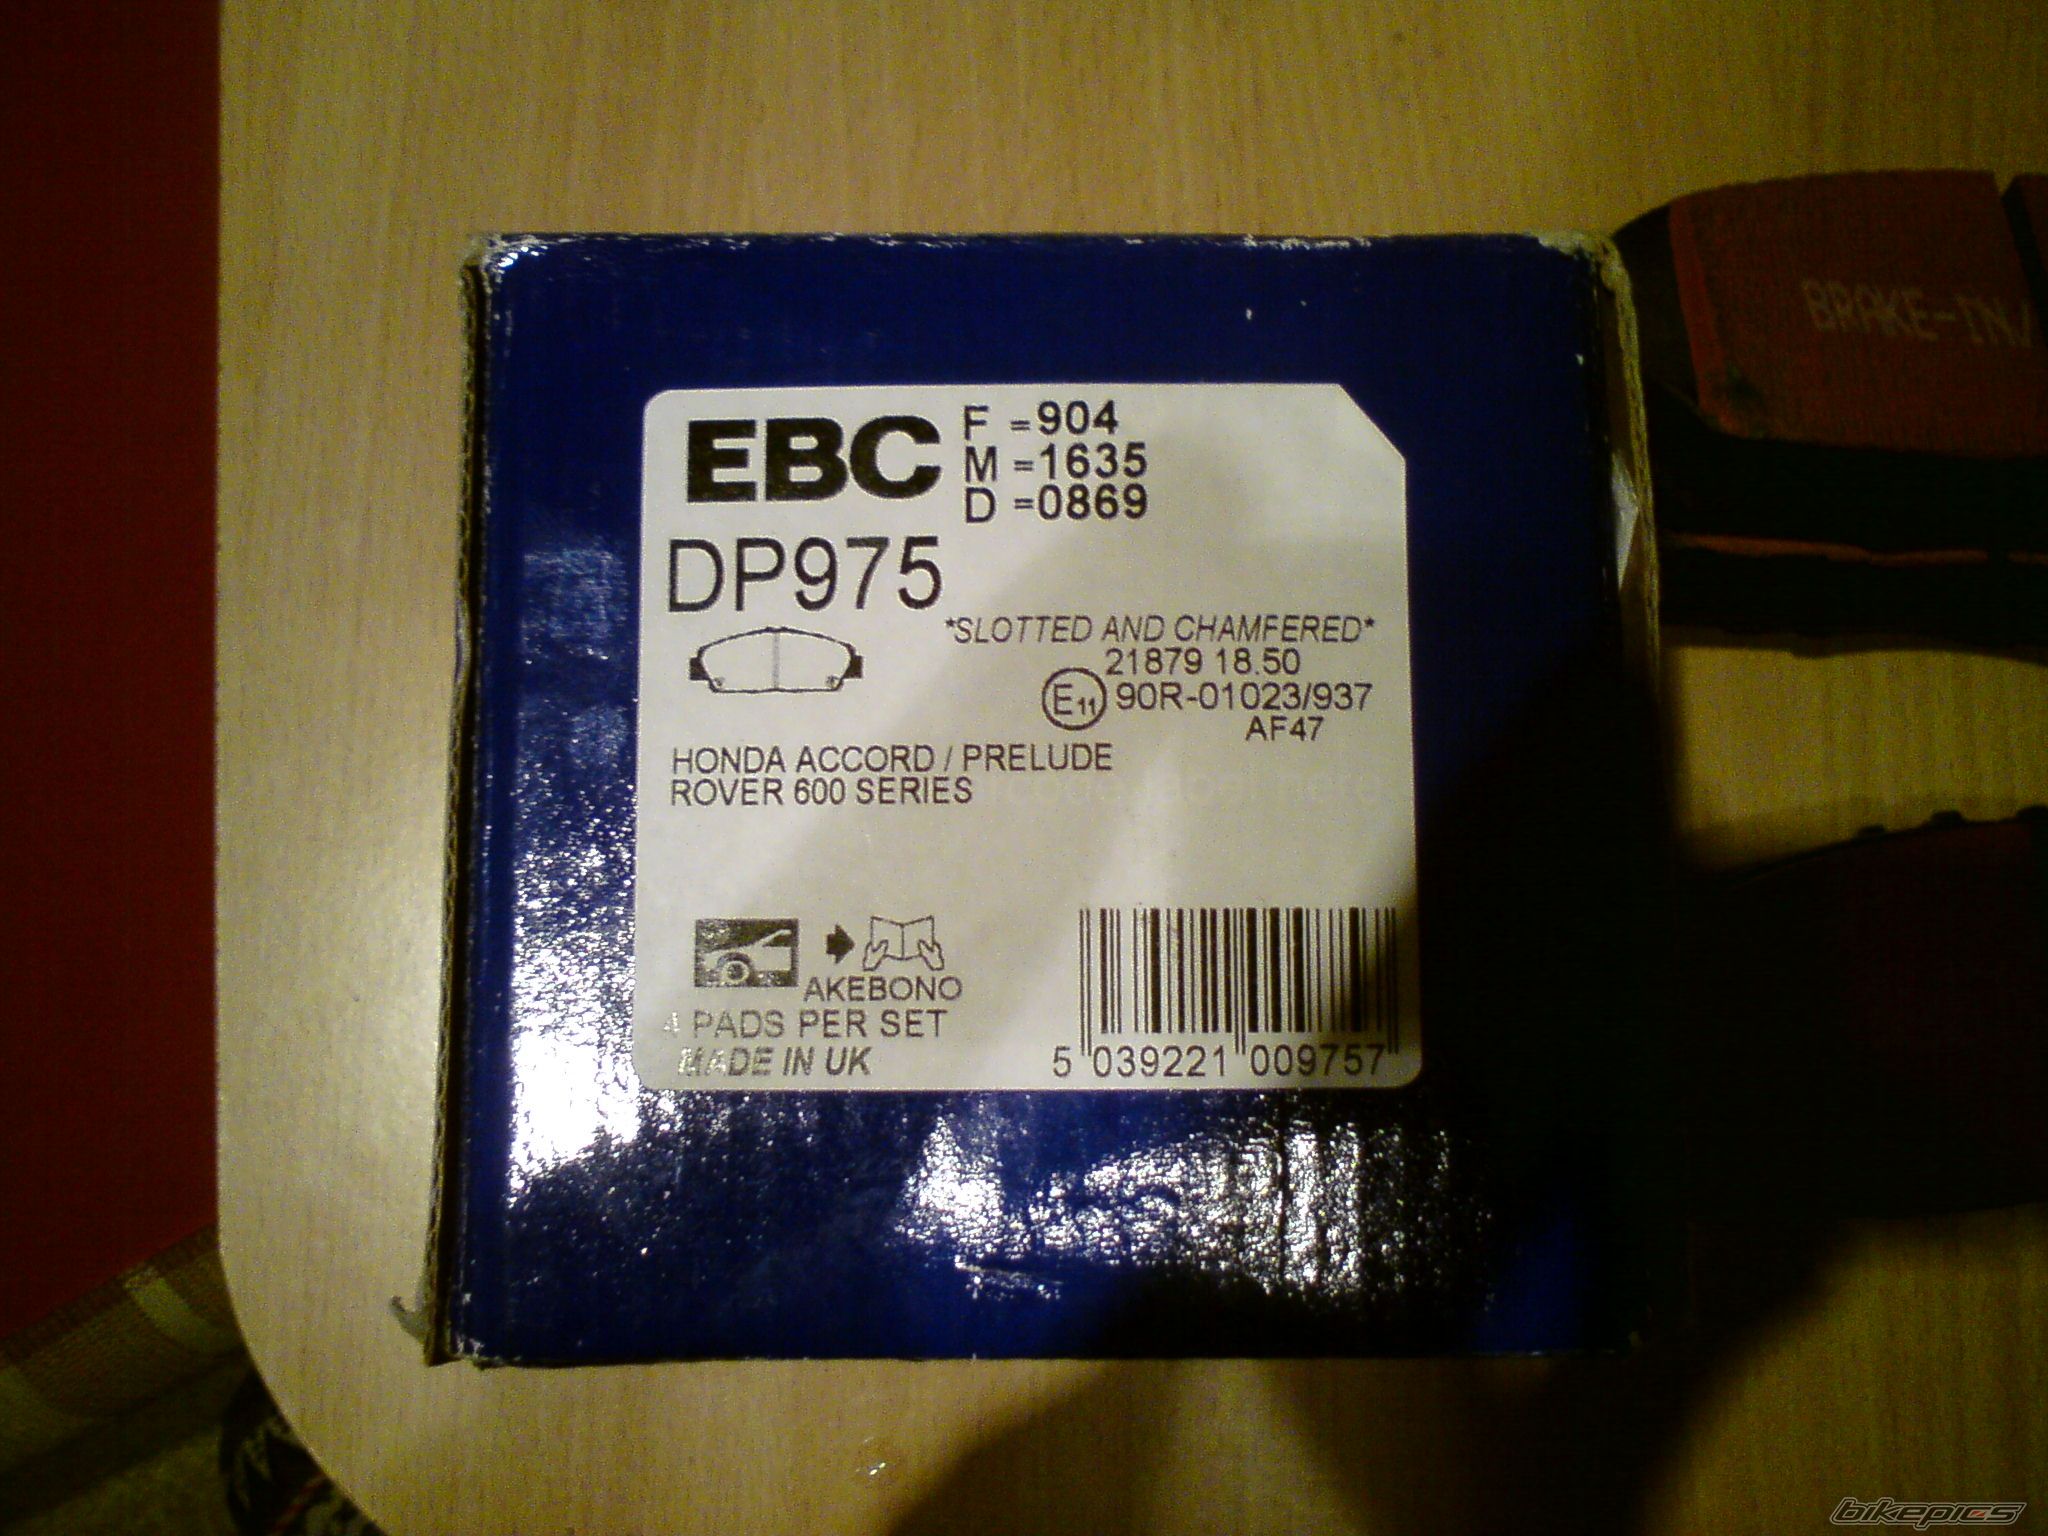 EBC
F =904
M =1635
D =0869
DP975
*SLOTTED AND CHAMFERED*
21879 18.50
E11 90R-01023/937
AF47
HONDA ACCORD / PRELUDE
ROVER 600 SERIES
AKEBONO
4 PADS PER SET
MADE IN UK
5 039221 009757
BRAKE-IN/
bikepics